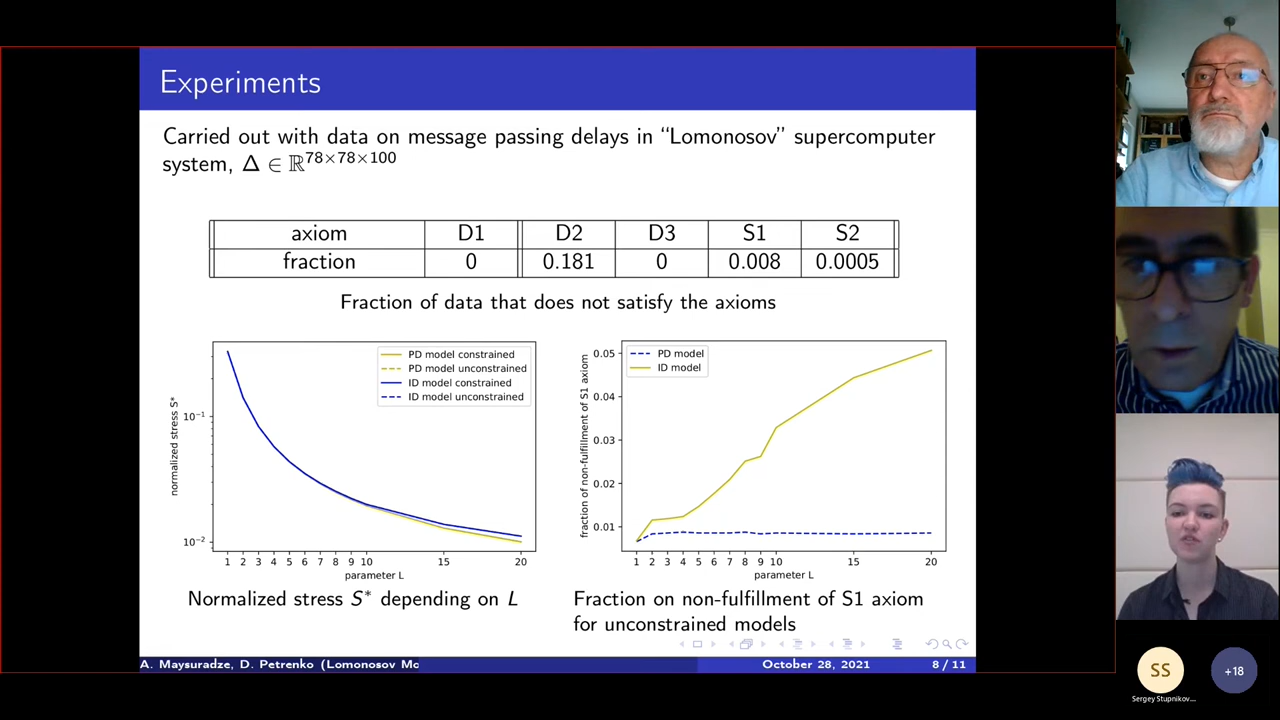 Experiments
Carried out with data on message passing delays in “Lomonosov” supercomputer
system, Δ ∈ ℝ^78×78×100
axiom D1 D2 D3 S1 S2
fraction 0 0.181 0 0.008 0.0005
Fraction of data that does not satisfy the axioms
PD model constrained
PD model unconstrained
ID model constrained
ID model unconstrained
normalized stress S*
10^-1
10^-2
1 2 3 4 5 6 7 8 9 10 15 20
parameter L
Normalized stress S* depending on L
PD model
ID model
fraction of non-fulfillment of S1 axiom
0.05
0.04
0.03
0.02
0.01
1 2 3 4 5 6 7 8 9 10 15 20
parameter L
Fraction on non-fulfillment of S1 axiom
for unconstrained models
A. Maysuradze, D. Petrenko (Lomonosov Mc October 28, 2021 8 / 11
SS
Sergey Stupnikov...
+18